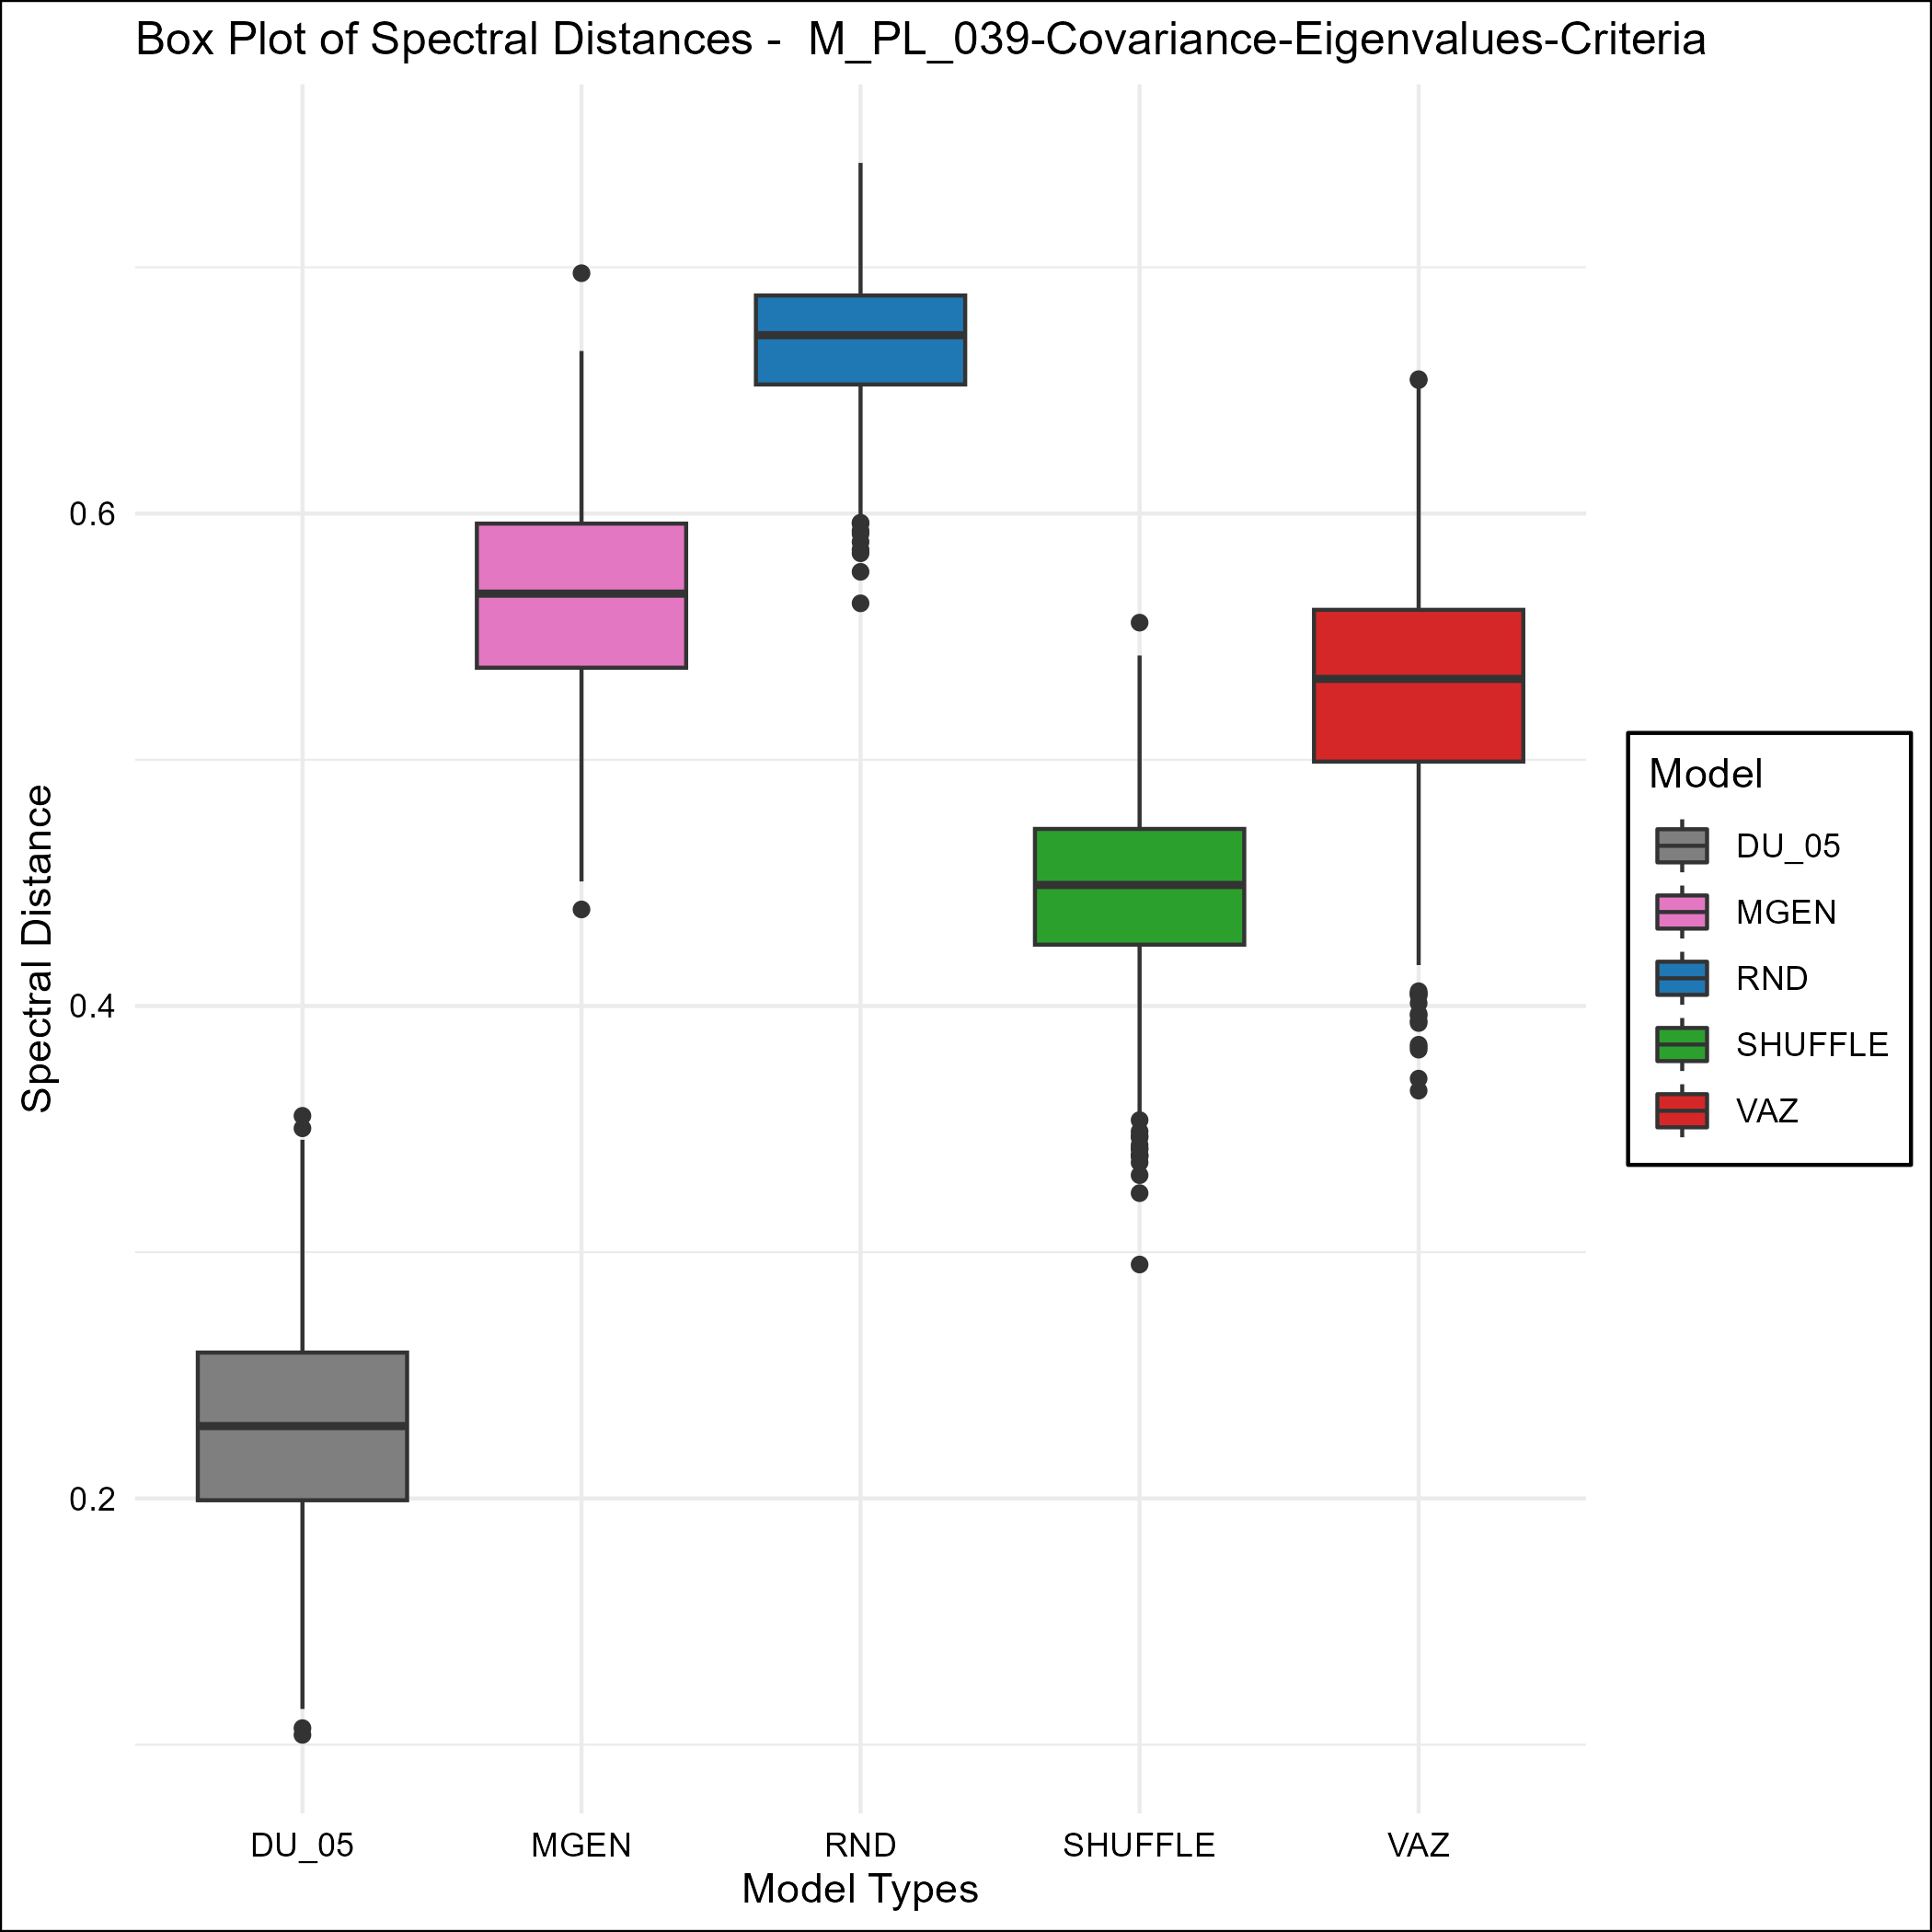 Box Plot of Spectral Distances -  M_PL_039-Covariance-Eigenvalues-Criteria
Spectral Distance
0.6
0.4
0.2
DU_05
MGEN
RND
SHUFFLE
VAZ
Model Types
Model
DU_05
MGEN
RND
SHUFFLE
VAZ